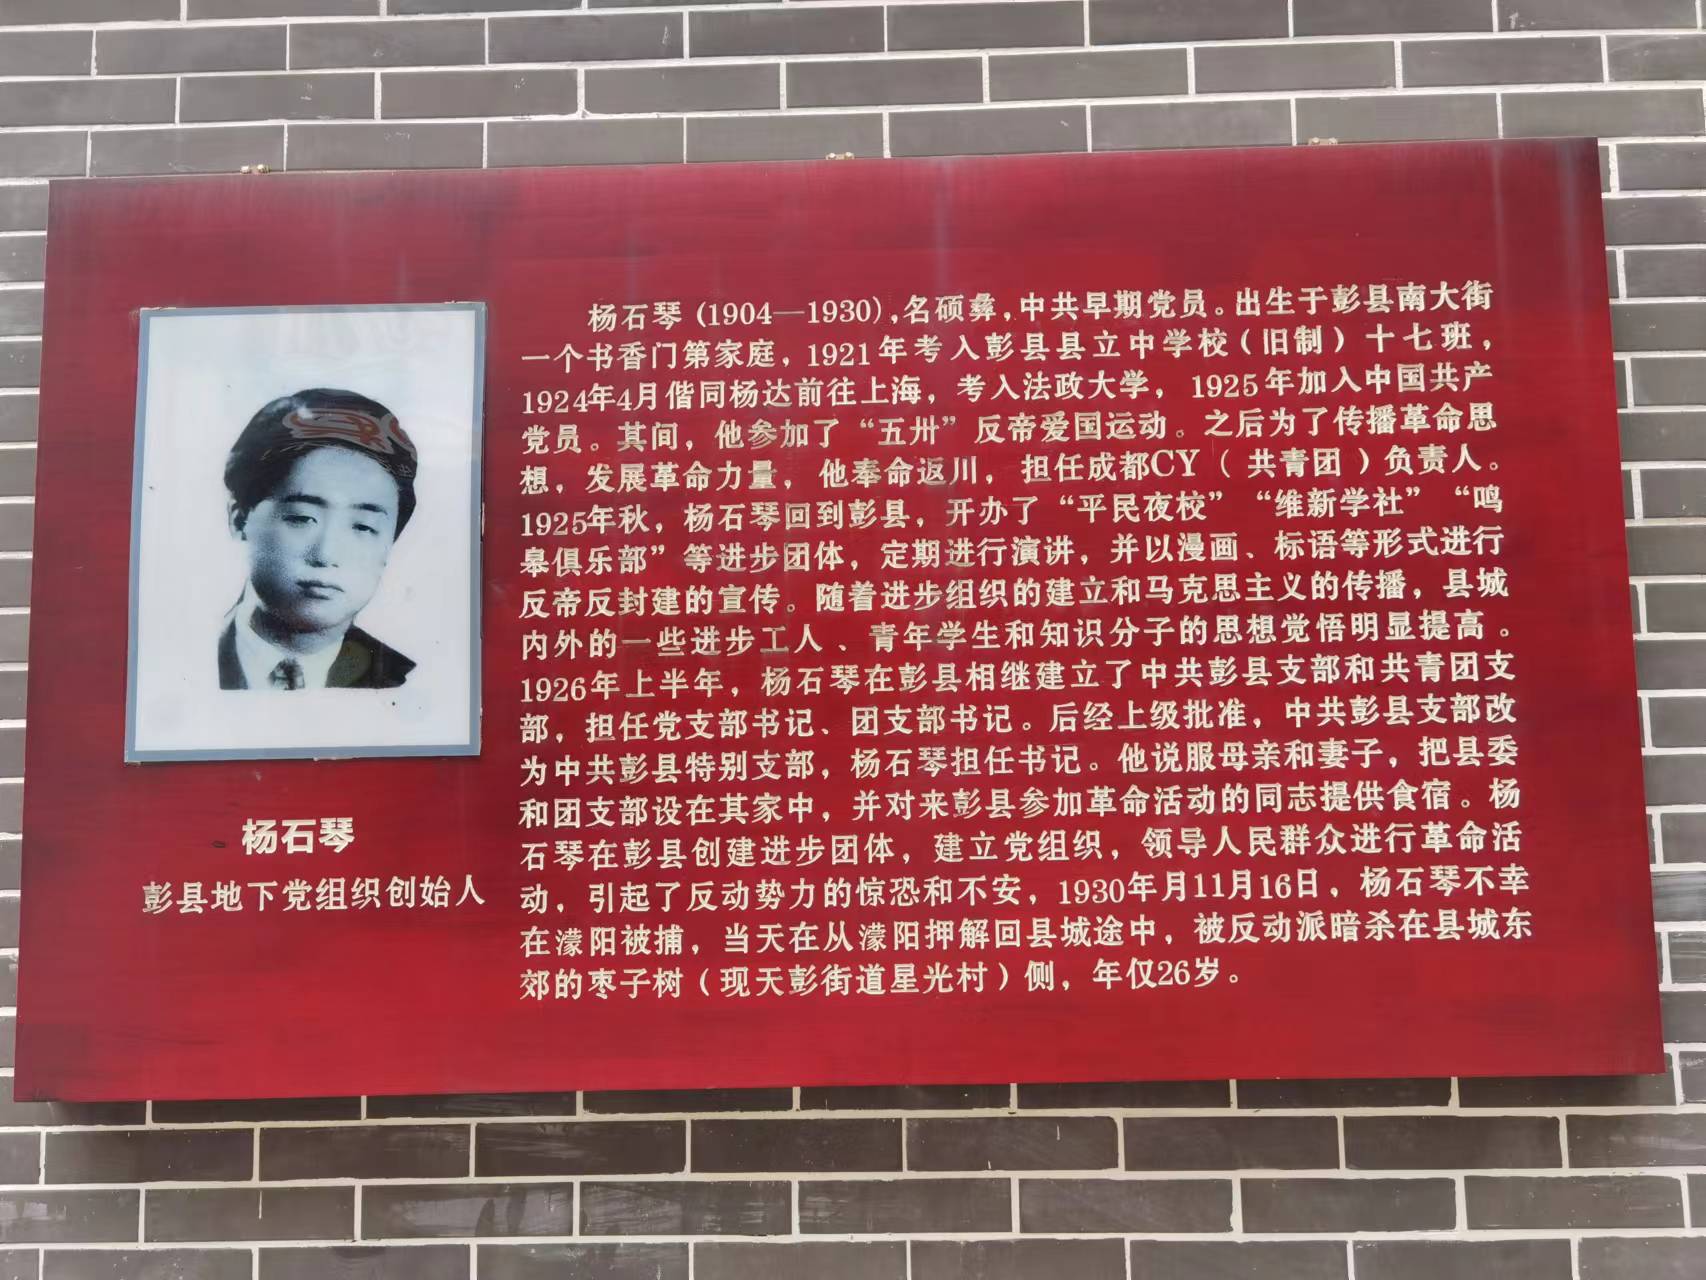 杨石琴(1904—1930),名硕彝,中共早期党员。出生于彭县南大街
一个书香门第家庭，1921年考入彭县县立中学校(旧制)十七班，
1924年4月偕同杨达前往上海，考入法政大学，1925年加入中国共产
党员。其间，他参加了“五卅”反帝爱国运动。之后为了传播革命思
想，发展革命力量，他奉命返川，担任成都CY(共青团)负责人。
1925年秋，杨石琴回到彭县，开办了“平民夜校”“维新学社”“鸣
皋俱乐部”等进步团体，定期进行演讲，并以漫画、标语等形式进行
反帝反封建的宣传。随着进步组织的建立和马克思主义的传播，县城
内外的一些进步工人、青年学生和知识分子的思想觉悟明显提高。
1926年上半年，杨石琴在彭县相继建立了中共彭县支部和共青团支
部，担任党支部书记、团支部书记。后经上级批准，中共彭县支部改
为中共彭县特别支部，杨石琴担任书记。他说服母亲和妻子，把县委
和团支部设在其家中，并对来彭县参加革命活动的同志提供食宿。杨
石琴在彭县创建进步团体，建立党组织，领导人民群众进行革命活
动，引起了反动势力的惊恐和不安，1930年月11月16日，杨石琴不幸
在濛阳被捕，当天在从濛阳押解回县城途中，被反动派暗杀在县城东
郊的枣子树(现天彭街道星光村)侧，年仅26岁。
杨石琴
彭县地下党组织创始人